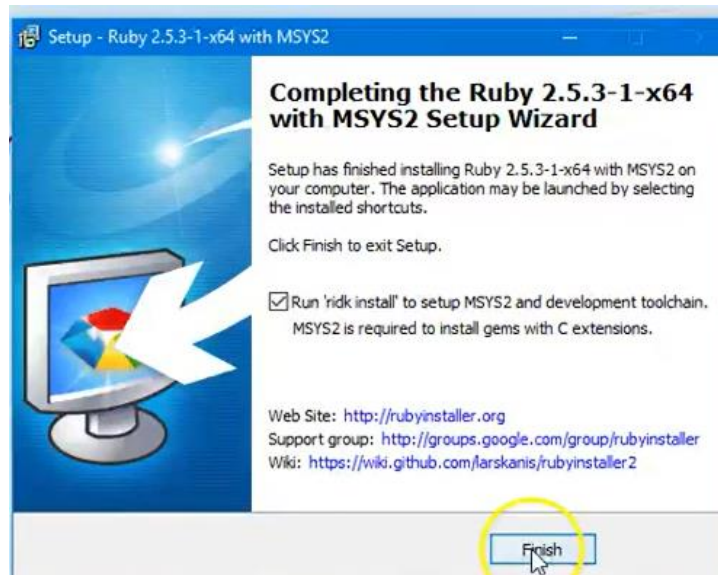 Setup - Ruby 2.5.3-1-x64 with MSYS2
Completing the Ruby 2.5.3-1-x64
with MSYS2 Setup Wizard
Setup has finished installing Ruby 2.5.3-1-x64 with MSYS2 on
your computer. The application may be launched by selecting
the installed shortcuts.
Click Finish to exit Setup.
Run 'ridk install' to setup MSYS2 and development toolchain.
MSYS2 is required to install gems with C extensions.
Web Site: http://rubyinstaller.org
Support group: http://groups.google.com/group/rubyinstaller
Wiki: https://wiki.github.com/larskanis/rubyinstaller2
Finish